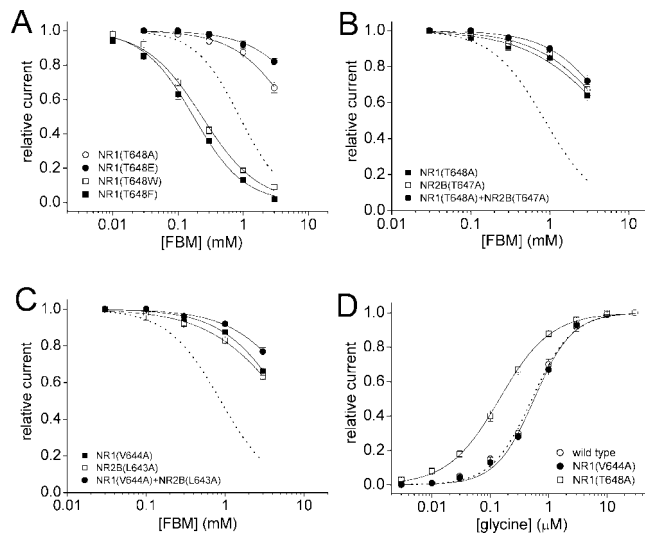 A
relative current
1.0
0.8
0.6
0.4
0.2
0.0
NR1(T648A)
NR1(T648E)
NR1(T648W)
NR1(T648F)
0.01
0.1
1
10
[FBM] (mM)
B
relative current
1.0
0.8
0.6
0.4
0.2
0.0
NR1(T648A)
NR2B(T647A)
NR1(T648A)+NR2B(T647A)
0.01
0.1
1
10
[FBM] (mM)
C
relative current
1.0
0.8
0.6
0.4
0.2
0.0
NR1(V644A)
NR2B(L643A)
NR1(V644A)+NR2B(L643A)
0.01
0.1
1
10
[FBM] (mM)
D
relative current
1.0
0.8
0.6
0.4
0.2
0.0
wild type
NR1(V644A)
NR1(T648A)
0.01
0.1
1
10
[glycine] (μM)